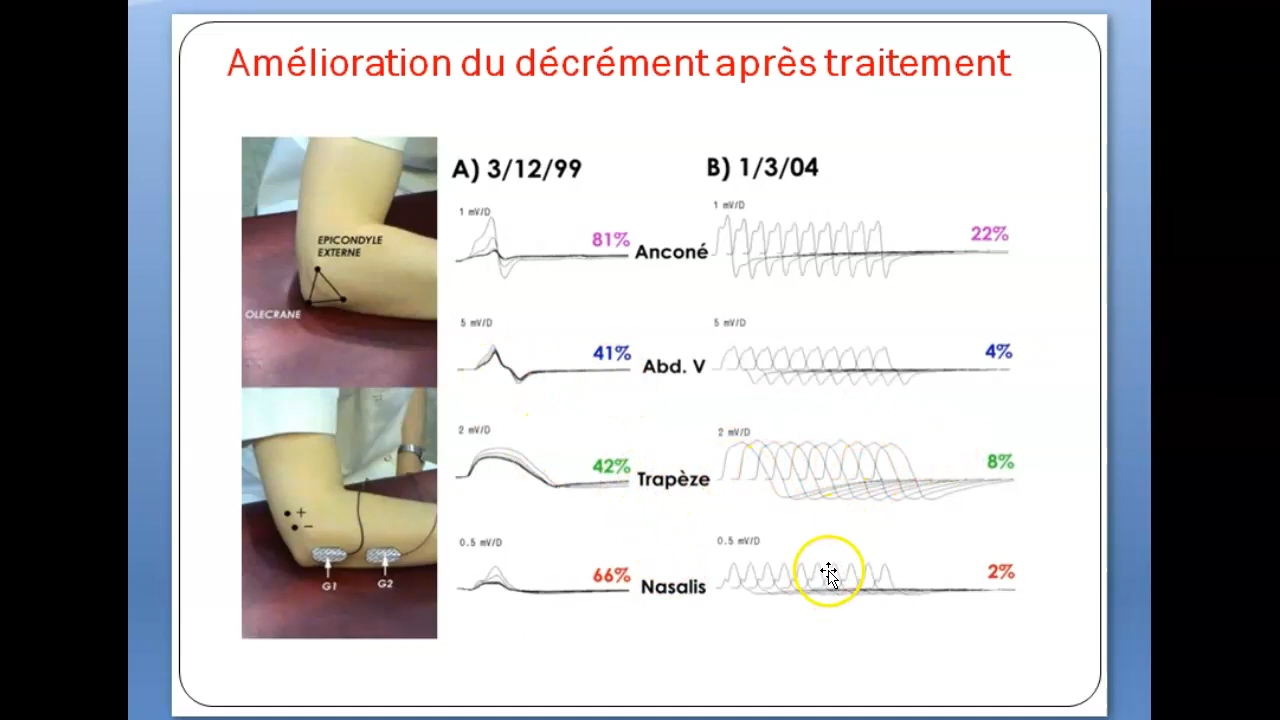 Amélioration du décrément après traitement
A) 3/12/99
B) 1/3/04
EPICONDYLE
EXTERNE
OLECRANE
+
−
G1
G2
1 mV/D
81%
Anconé
1 mV/D
22%
5 mV/D
41%
Abd. V
5 mV/D
4%
2 mV/D
42%
Trapèze
2 mV/D
8%
0.5 mV/D
66%
Nasalis
0.5 mV/D
2%